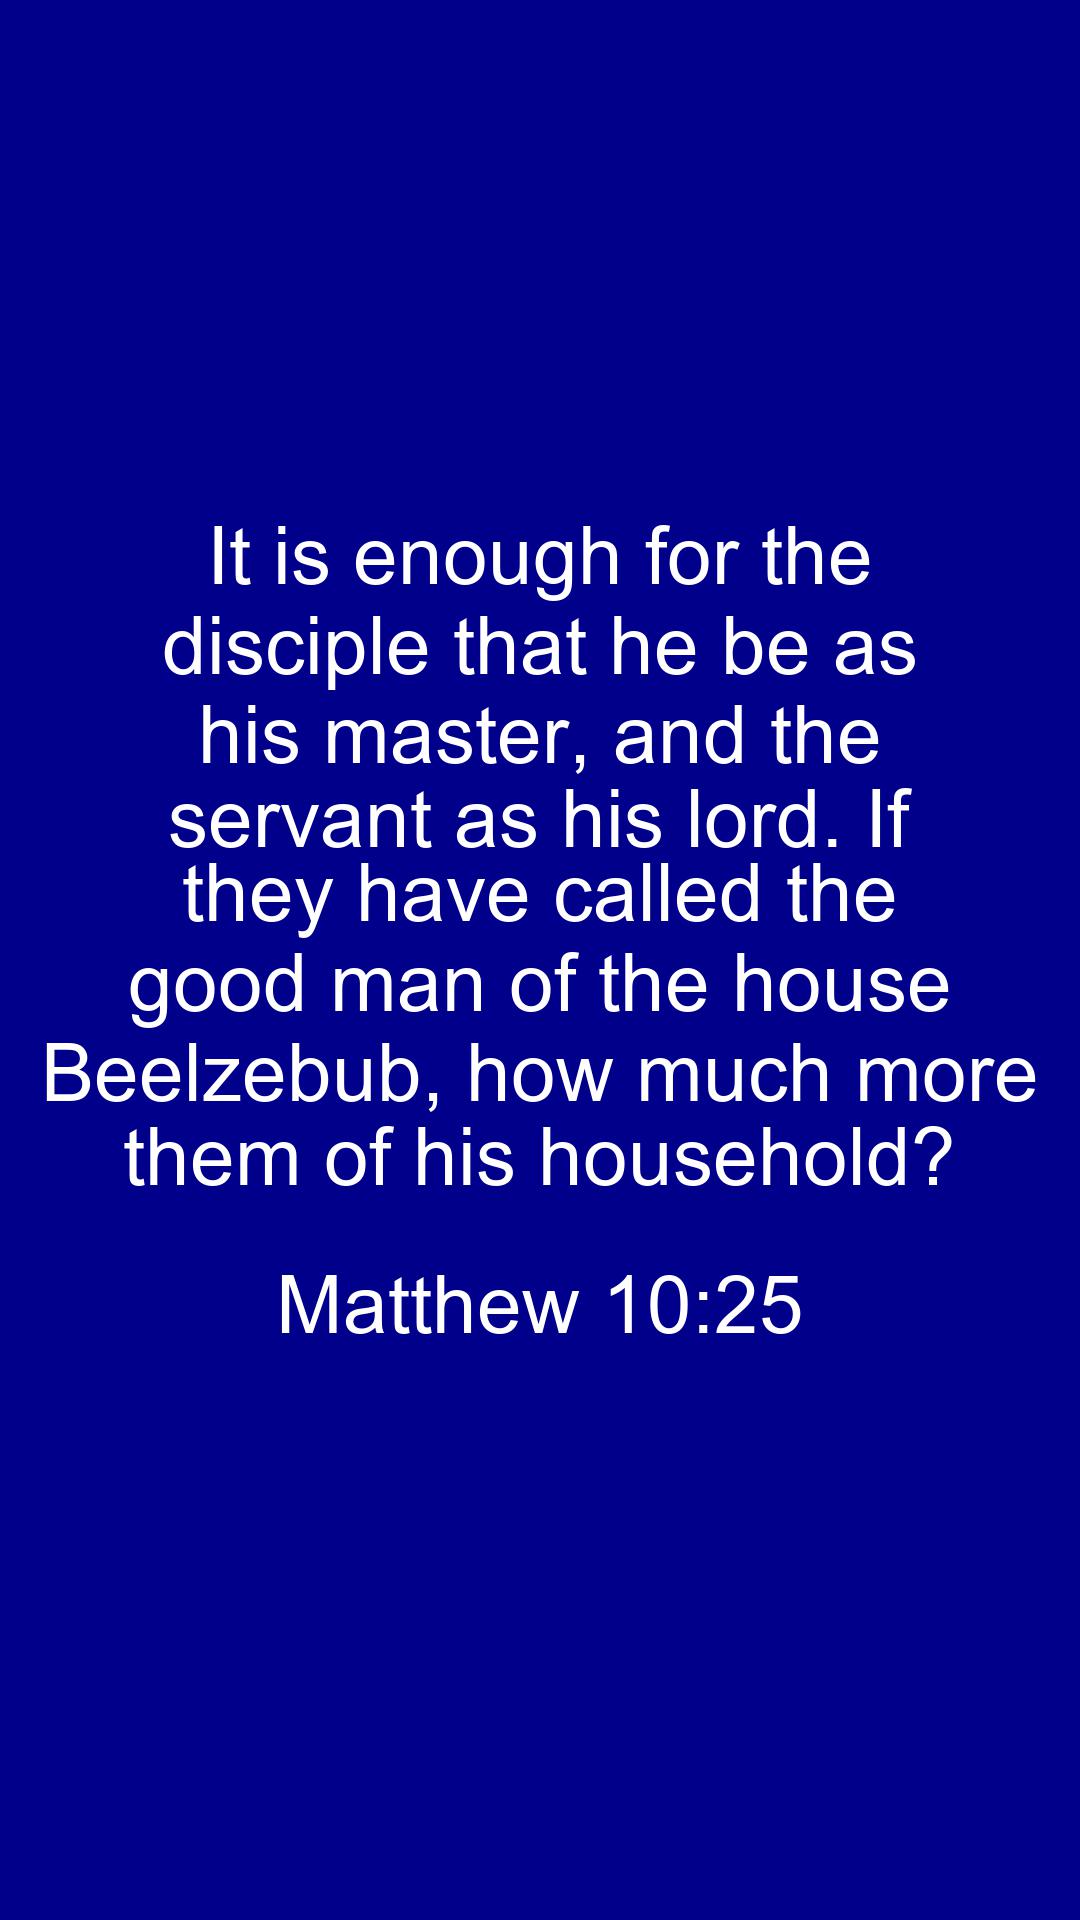 It is enough for the
disciple that he be as
his master, and the
servant as his lord. If
they have called the
good man of the house
Beelzebub, how much more
them of his household?
Matthew 10:25